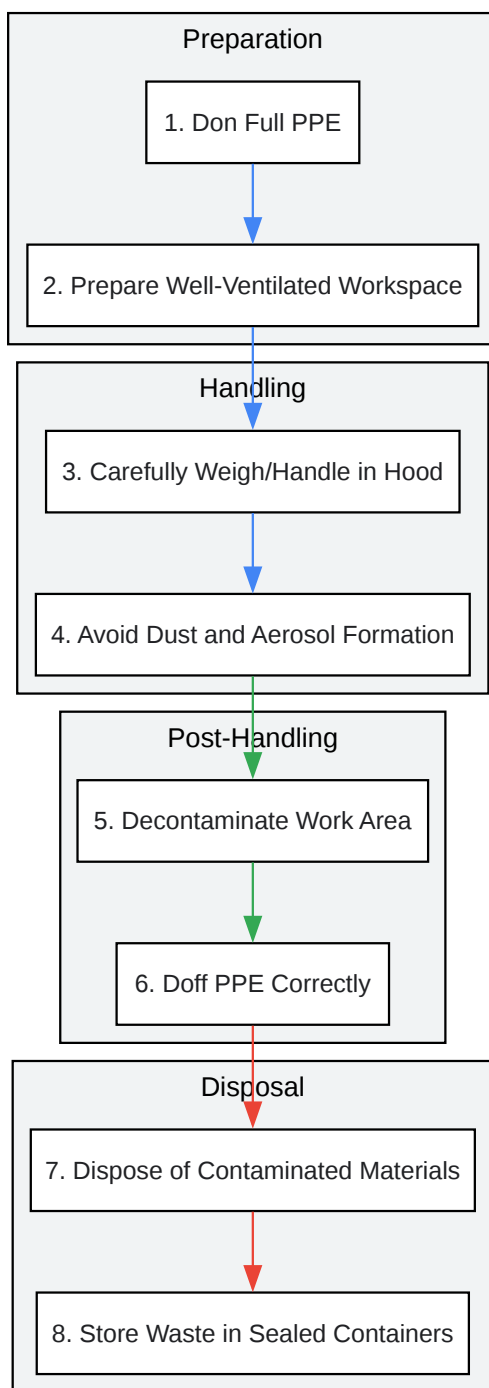 Preparation
1. Don Full PPE
2. Prepare Well-Ventilated Workspace
Handling
3. Carefully Weigh/Handle in Hood
4. Avoid Dust and Aerosol Formation
Post-Handling
5. Decontaminate Work Area
6. Doff PPE Correctly
Disposal
7. Dispose of Contaminated Materials
8. Store Waste in Sealed Containers